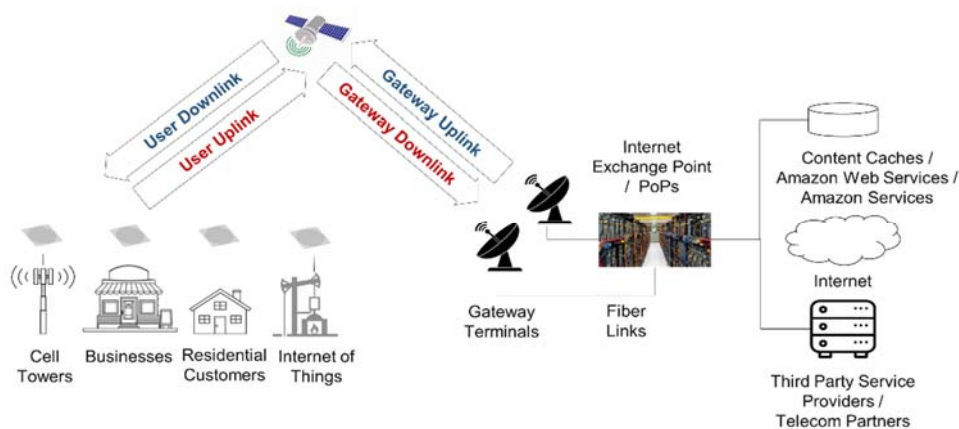 User Downlink
User Uplink
Gateway Uplink
Gateway Downlink
Internet
Exchange Point
/ PoPs
Content Caches /
Amazon Web Services /
Amazon Services
Internet
Gateway
Terminals
Fiber
Links
Cell
Towers
Businesses
Residential
Customers
Internet of
Things
Third Party Service
Providers /
Telecom Partners